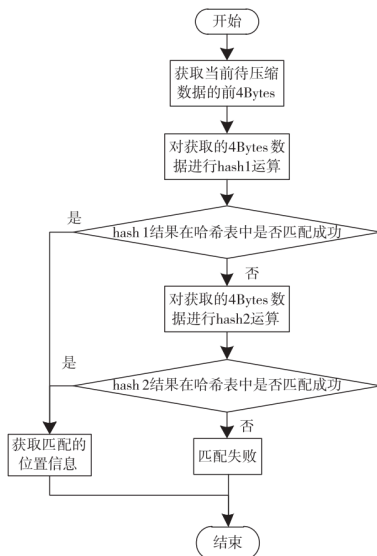 开始
获取当前待压缩
数据的前4Bytes
对获取的4Bytes 数
据进行hash1运算
是
hash 1结果在哈希表中是否匹配成功
否
对获取的4Bytes 数
据进行hash2运算
是
hash 2结果在哈希表中是否匹配成功
否
获取匹配的
位置信息
匹配失败
结束